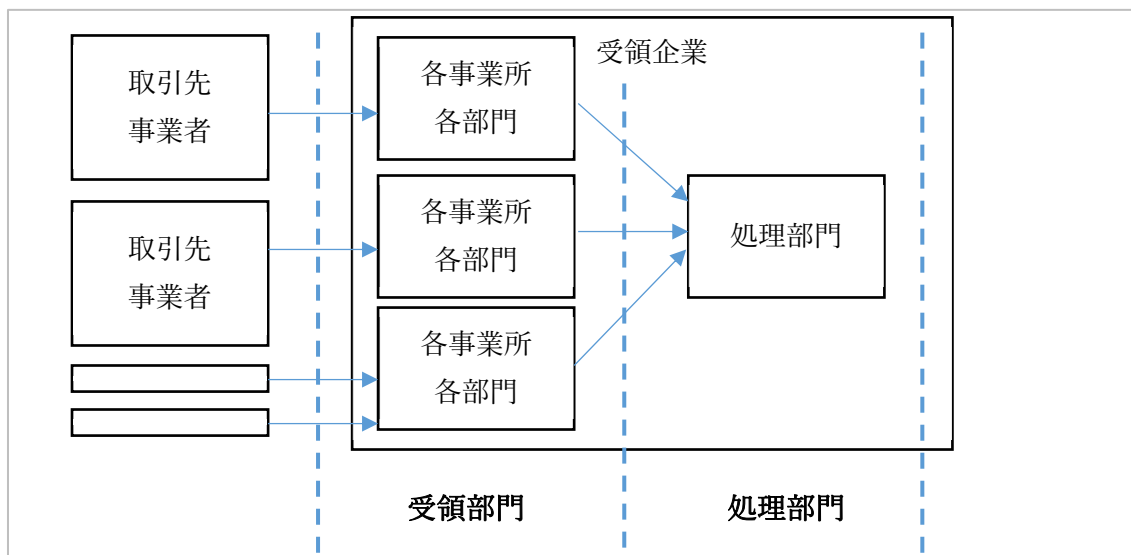 取引先
事業者
取引先
事業者
各事業所
各部門
各事業所
各部門
各事業所
各部門
受領企業
処理部門
受領部門
処理部門